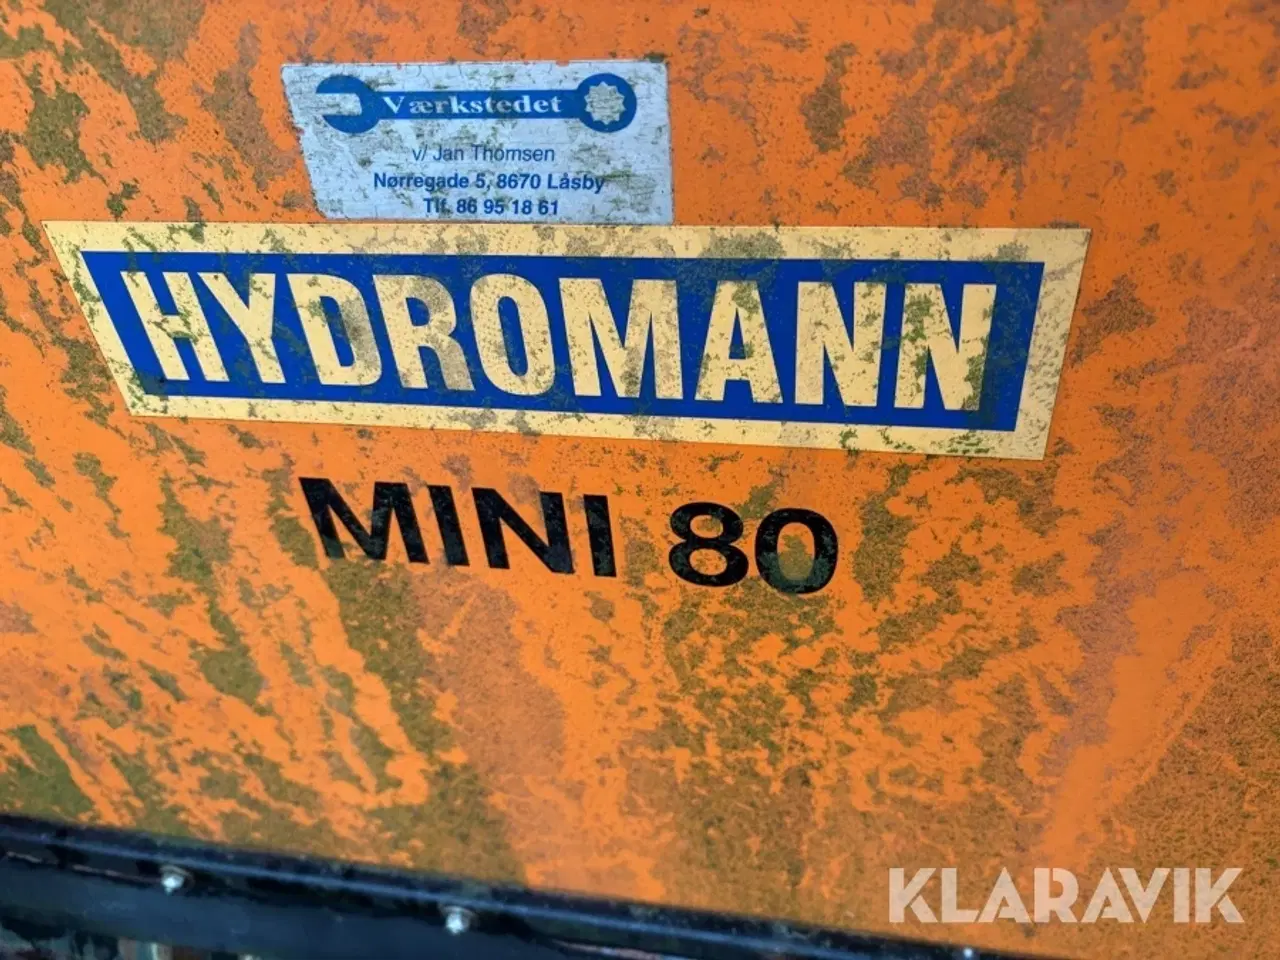 Værkstedet
v/ Jan Thomsen
Nørregade 5, 8670 Låsby
Tlf. 86 95 18 61
HYDROMANN
MINI 80
KLARAVIK